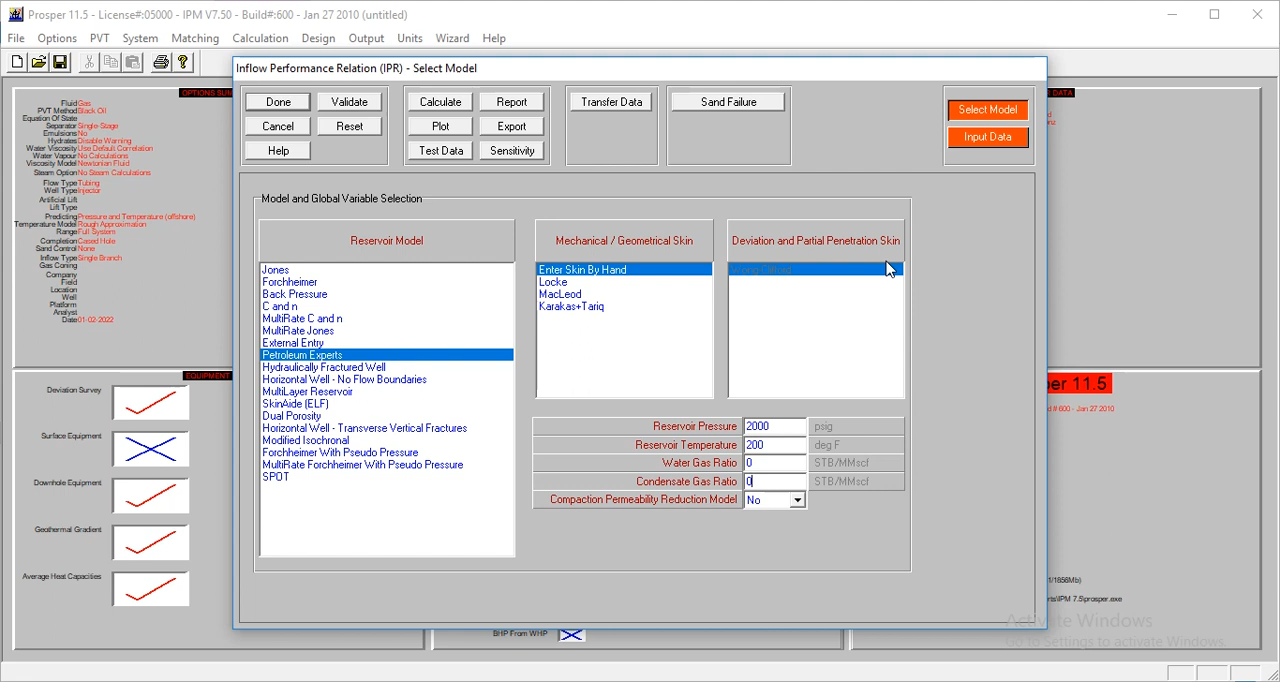 Prosper 11.5 - License#:05000 - IPM V7.50 - Build#:600 - Jan 27 2010 (untitled)
File Options PVT System Matching Calculation Design Output Units Wizard Help
OPTIONS SUM
Fluid Gas
PVT Method Black Oil
Equation Of State
Separator Single-Stage
Emulsions No
Hydrates Disable Warning
Water Viscosity Use Default Correlation
Water Vapour No Calculations
Viscosity Model Newtonian Fluid
Steam Option No Steam Calculations
Flow Type Tubing
Well Type Injector
Artificial Lift
Lift Type
Predicting Pressure and Temperature (offshore)
Temperature Model Rough Approximation
Range Full System
Completion Cased Hole
Sand Control None
Inflow Type Single Branch
Gas Coning
Company
Field
Location
Well
Platform
Analyst
Date 01-02-2022
EQUIPMENT
Deviation Survey
Surface Equipment
Downhole Equipment
Geothermal Gradient
Average Heat Capacities
Inflow Performance Relation (IPR) - Select Model
Done Validate Calculate Report Transfer Data Sand Failure Select Model
Cancel Reset Plot Export Input Data
Help Test Data Sensitivity
Model and Global Variable Selection
Reservoir Model
Jones
Forchheimer
Back Pressure
C and n
MultiRate C and n
MultiRate Jones
External Entry
Petroleum Experts
Hydraulically Fractured Well
Horizontal Well - No Flow Boundaries
MultiLayer Reservoir
SkinAide (ELF)
Dual Porosity
Horizontal Well - Transverse Vertical Fractures
Modified Isochronal
Forchheimer With Pseudo Pressure
MultiRate Forchheimer With Pseudo Pressure
SPOT
Mechanical / Geometrical Skin
Enter Skin By Hand
Locke
MacLeod
Karakas+Tariq
Deviation and Partial Penetration Skin
Reservoir Pressure 2000 psig
Reservoir Temperature 200 deg F
Water Gas Ratio 0 STB/MMscf
Condensate Gas Ratio 0 STB/MMscf
Compaction Permeability Reduction Model No
BHP From WHP
DATA
er 11.5
# 600 - Jan 27 2010
1/1856Mb)
rts\IPM 7.5\prosper.exe
Activate Windows
Go to Settings to activate Windows.